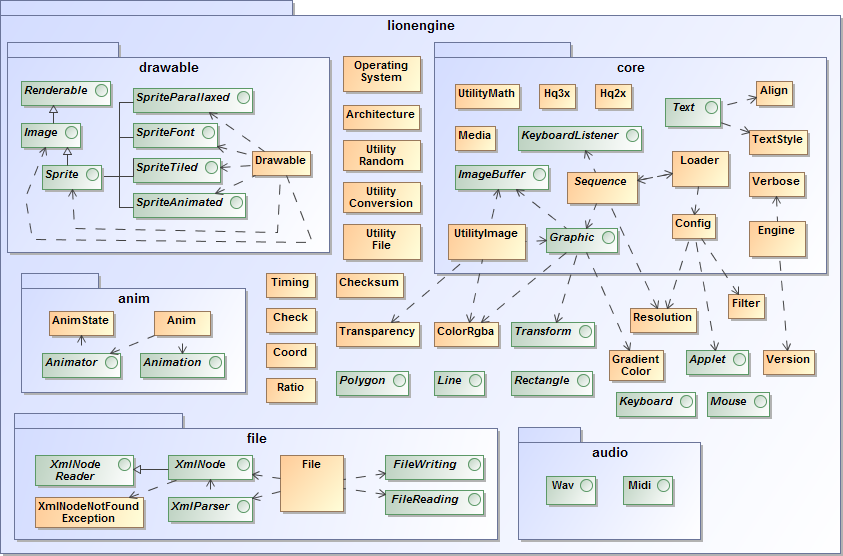 lionengine
drawable
Renderable
Image
Sprite
SpriteParallaxed
SpriteFont
SpriteTiled
SpriteAnimated
Drawable
Operating
System
Architecture
Utility
Random
Utility
Conversion
Utility
File
core
UtilityMath
Hq3x
Hq2x
Text
Align
TextStyle
Media
KeyboardListener
ImageBuffer
Sequence
Loader
Verbose
UtilityImage
Graphic
Config
Engine
anim
AnimState
Anim
Animator
Animation
Timing
Check
Coord
Ratio
Checksum
Transparency
ColorRgba
Transform
Resolution
Filter
Gradient
Color
Applet
Version
Polygon
Line
Rectangle
Keyboard
Mouse
file
XmlNode
Reader
XmlNode
File
FileWriting
FileReading
XmlNodeNotFound
Exception
XmlParser
audio
Wav
Midi